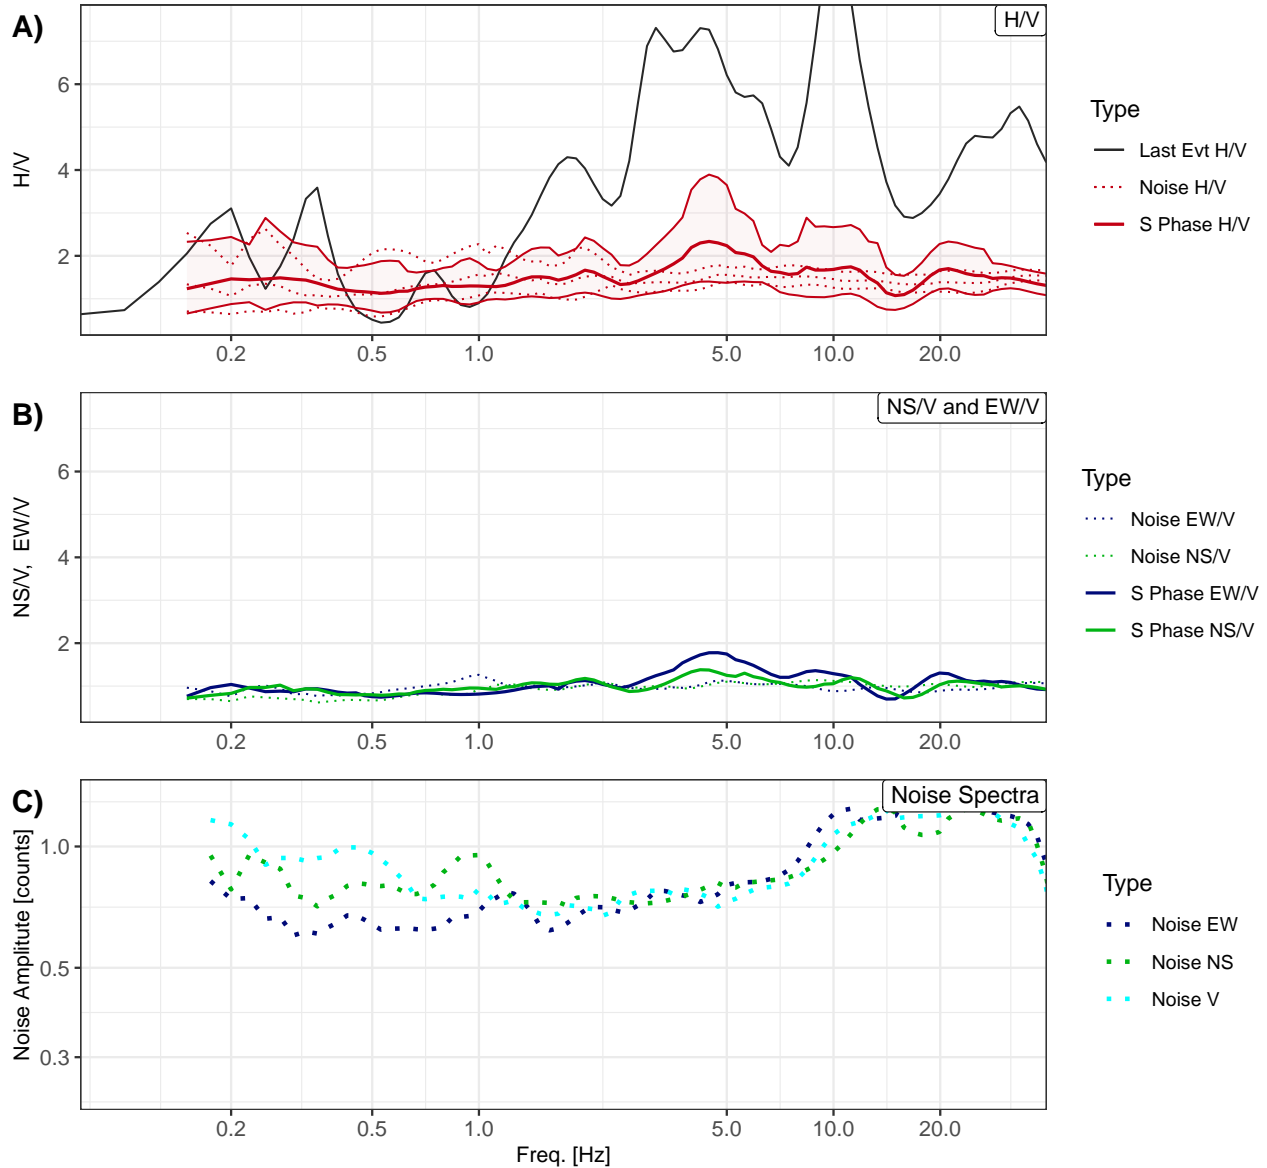 A)
H/V
H/V
6
4
2
0.2 0.5 1.0 5.0 10.0 20.0
Type
Last Evt H/V
Noise H/V
S Phase H/V
B)
NS/V and EW/V
NS/V, EW/V
6
4
2
0.2 0.5 1.0 5.0 10.0 20.0
Type
Noise EW/V
Noise NS/V
S Phase EW/V
S Phase NS/V
C)
Noise Spectra
Noise Amplitude [counts]
1.0
0.5
0.3
0.2 0.5 1.0 5.0 10.0 20.0
Freq. [Hz]
Type
Noise EW
Noise NS
Noise V